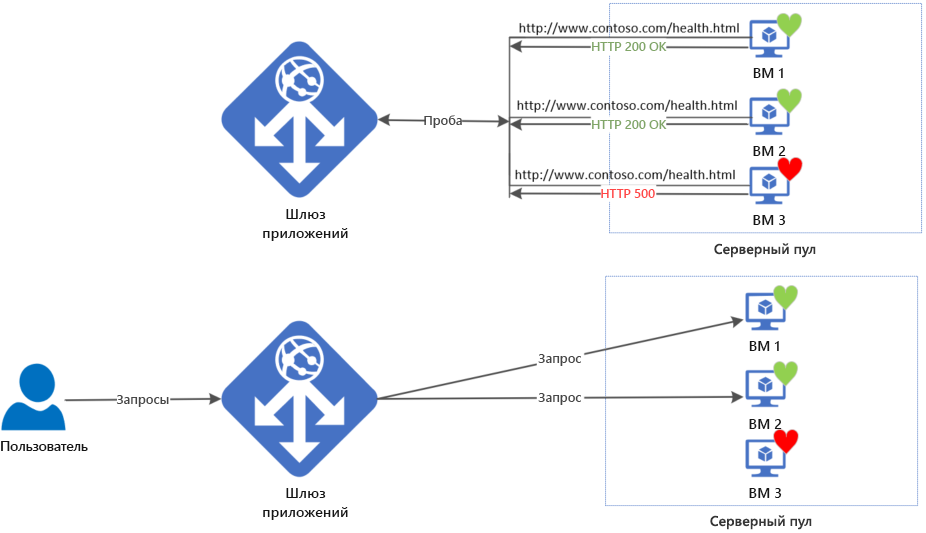 http://www.contoso.com/health.html
HTTP 200 OK
ВМ 1
http://www.contoso.com/health.html
Проба
HTTP 200 OK
ВМ 2
http://www.contoso.com/health.html
HTTP 500
ВМ 3
Шлюз
приложений
Серверный пул
ВМ 1
Запрос
Запросы
Запрос
ВМ 2
Пользователь
ВМ 3
Шлюз
приложений
Серверный пул